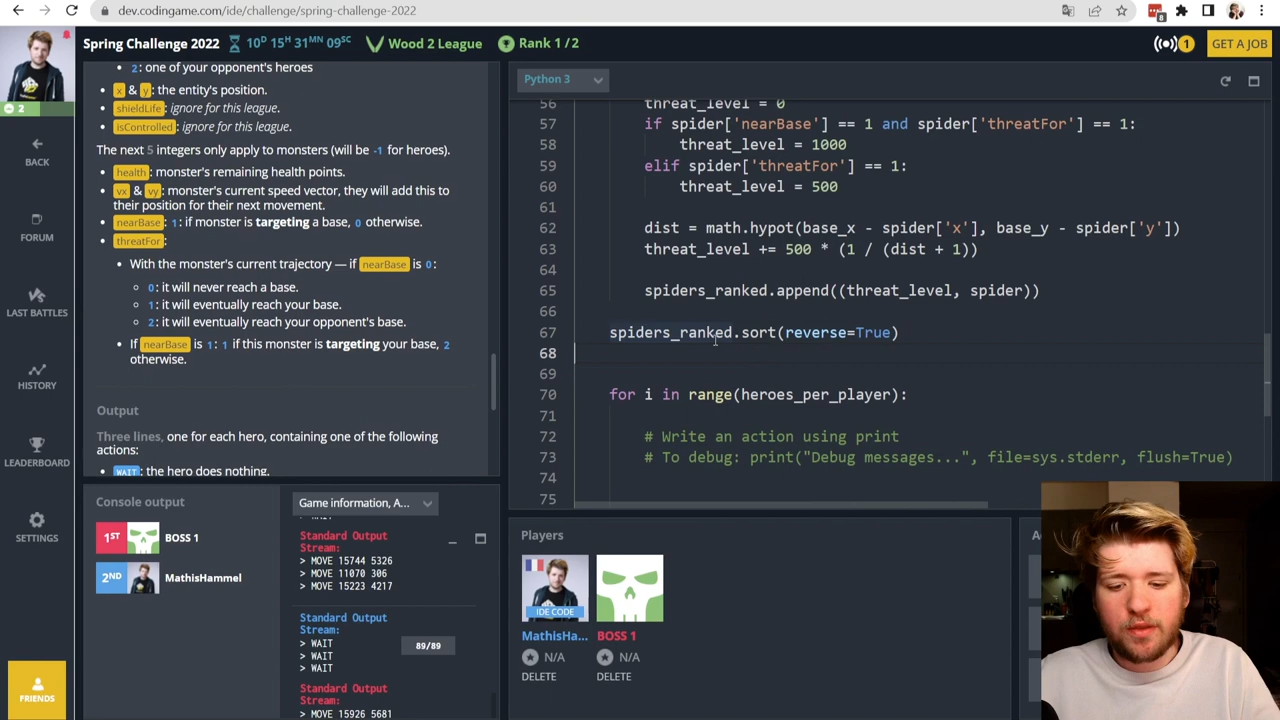 dev.codingame.com/ide/challenge/spring-challenge-2022
8
Spring Challenge 2022
10D 15H 31MN 09SC
Wood 2 League
Rank 1 / 2
1
GET A JOB
2
BACK
FORUM
LAST BATTLES
HISTORY
LEADERBOARD
SETTINGS
FRIENDS
2: one of your opponent's heroes
x & y: the entity's position.
shieldLife: ignore for this league.
isControlled: ignore for this league.
The next 5 integers only apply to monsters (will be -1 for heroes).
health: monster's remaining health points.
vx & vy: monster's current speed vector, they will add this to
their position for their next movement.
nearBase: 1: if monster is targeting a base, 0 otherwise.
threatFor:
With the monster's current trajectory — if nearBase is 0:
0: it will never reach a base.
1: it will eventually reach your base.
2: it will eventually reach your opponent's base.
If nearBase is 1: 1 if this monster is targeting your base, 2
otherwise.
Output
Three lines, one for each hero, containing one of the following
actions:
WAIT: the hero does nothing.
Console output
1ST BOSS 1
2ND MathisHammel
Game information, A...
Standard Output
Stream:
> MOVE 15744 5326
> MOVE 11070 306
> MOVE 15223 4217
Standard Output
Stream:
> WAIT
> WAIT
> WAIT
89/89
Standard Output
Stream:
> MOVE 15926 5681
Python 3
56 threat_level = 0
57 if spider['nearBase'] == 1 and spider['threatFor'] == 1:
58 threat_level = 1000
59 elif spider['threatFor'] == 1:
60 threat_level = 500
61
62 dist = math.hypot(base_x - spider['x'], base_y - spider['y'])
63 threat_level += 500 * (1 / (dist + 1))
64
65 spiders_ranked.append((threat_level, spider))
66
67 spiders_ranked.sort(reverse=True)
68
69
70 for i in range(heroes_per_player):
71
72 # Write an action using print
73 # To debug: print("Debug messages...", file=sys.stderr, flush=True)
74
75
Players
IDE CODE
MathisHa...
N/A
DELETE
BOSS 1
N/A
DELETE